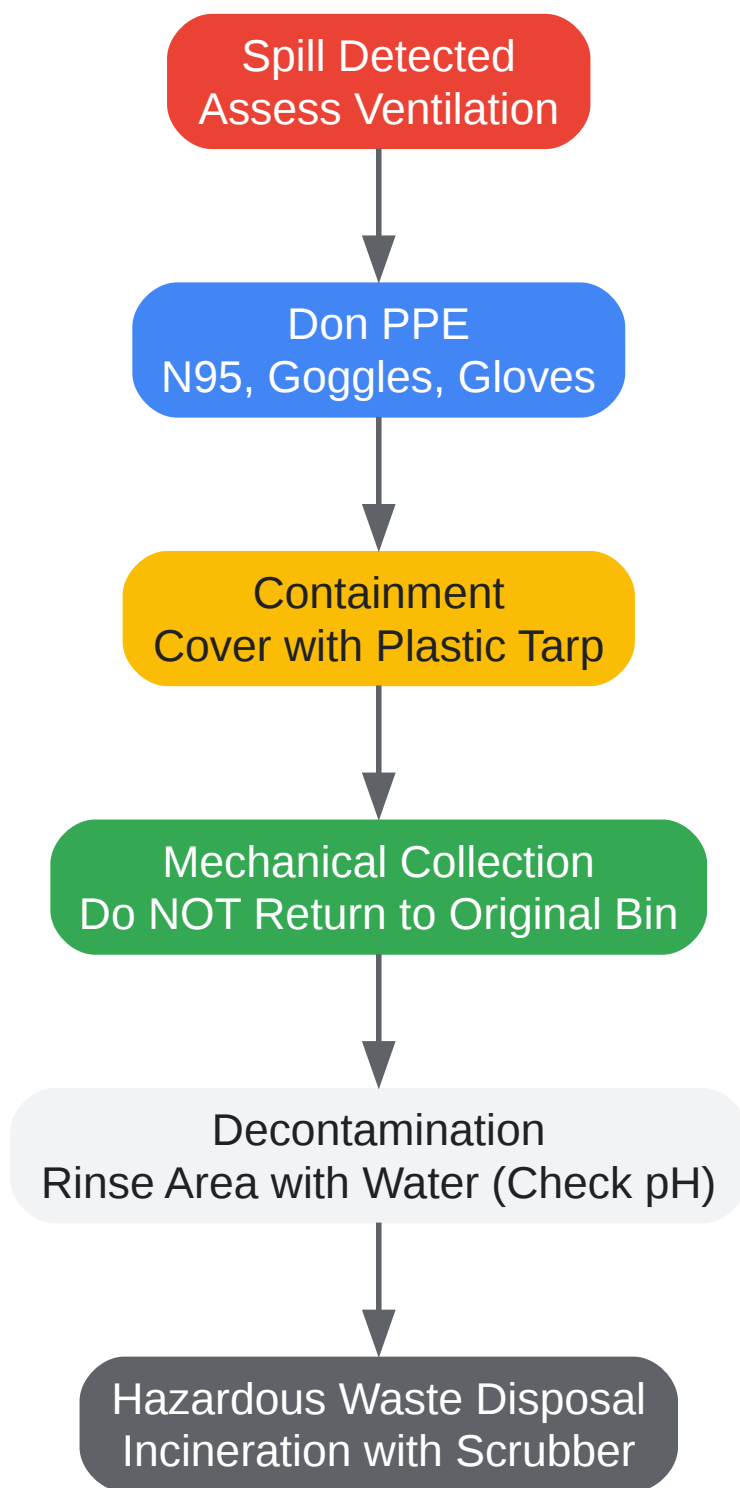 Spill Detected
Assess Ventilation
Don PPE
N95, Goggles, Gloves
Containment
Cover with Plastic Tarp
Mechanical Collection
Do NOT Return to Original Bin
Decontamination
Rinse Area with Water (Check pH)
Hazardous Waste Disposal
Incineration with Scrubber